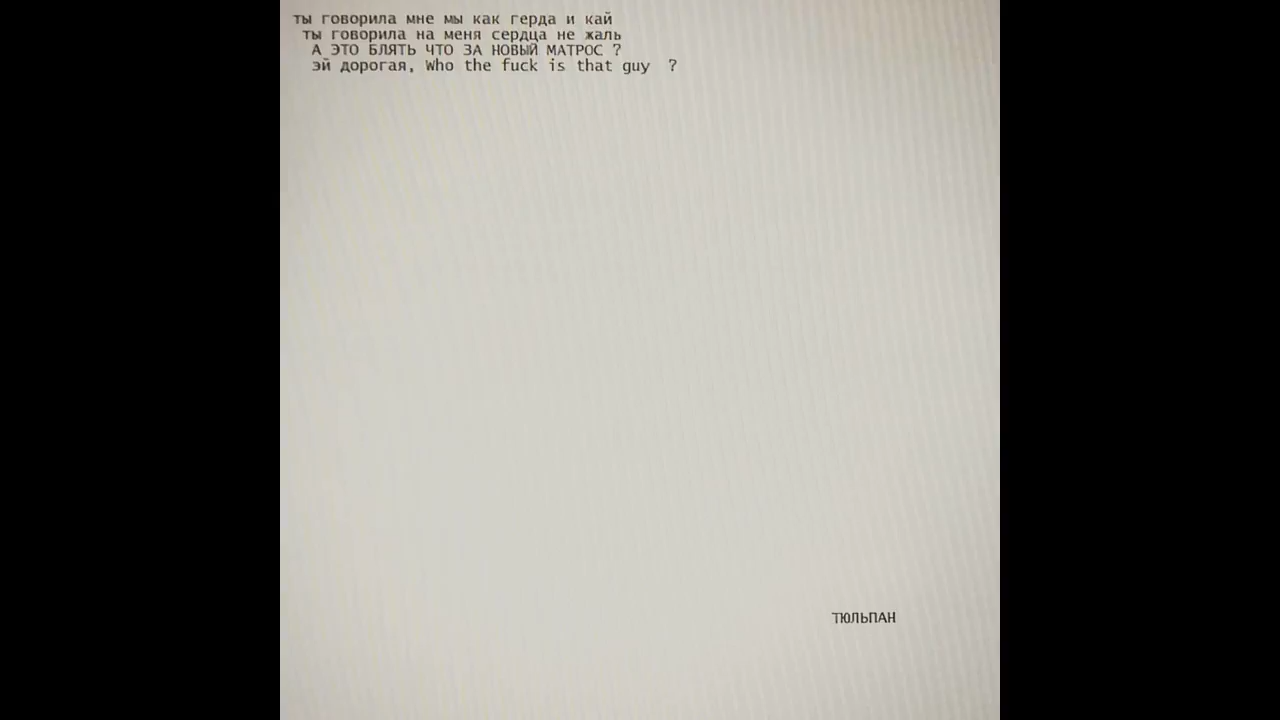 ты говорила мне мы как герда и кай
ты говорила на меня сердца не жаль
А ЭТО БЛЯТЬ ЧТО ЗА НОВЫЙ МАТРОС ?
эй дорогая, Who the fuck is that guy ?
ТЮЛЬПАН